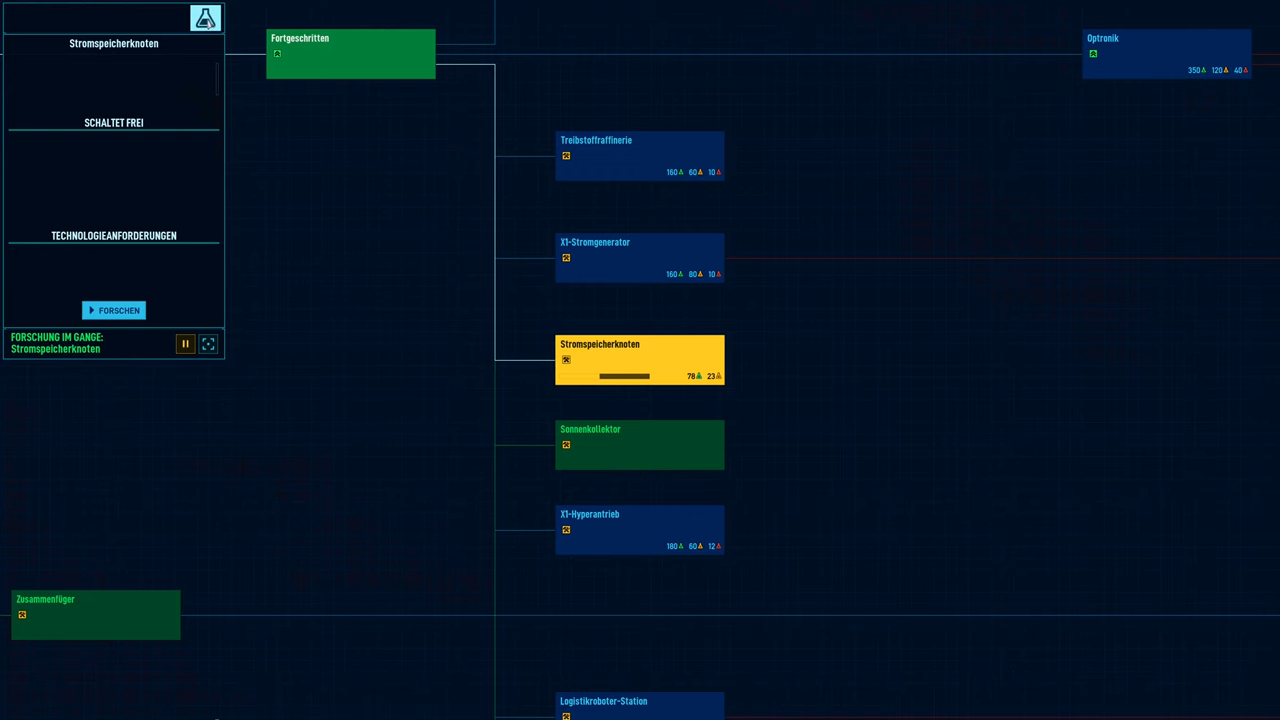 Stromspeicherknoten
SCHALTET FREI
TECHNOLOGIEANFORDERUNGEN
FORSCHEN
FORSCHUNG IM GANGE:
Stromspeicherknoten
Fortgeschritten
Optronik
350 120 40
Treibstoffraffinerie
160 60 10
X1-Stromgenerator
160 80 10
Stromspeicherknoten
78 23
Sonnenkollektor
X1-Hyperantrieb
180 60 12
Zusammenfüger
Logistikroboter-Station